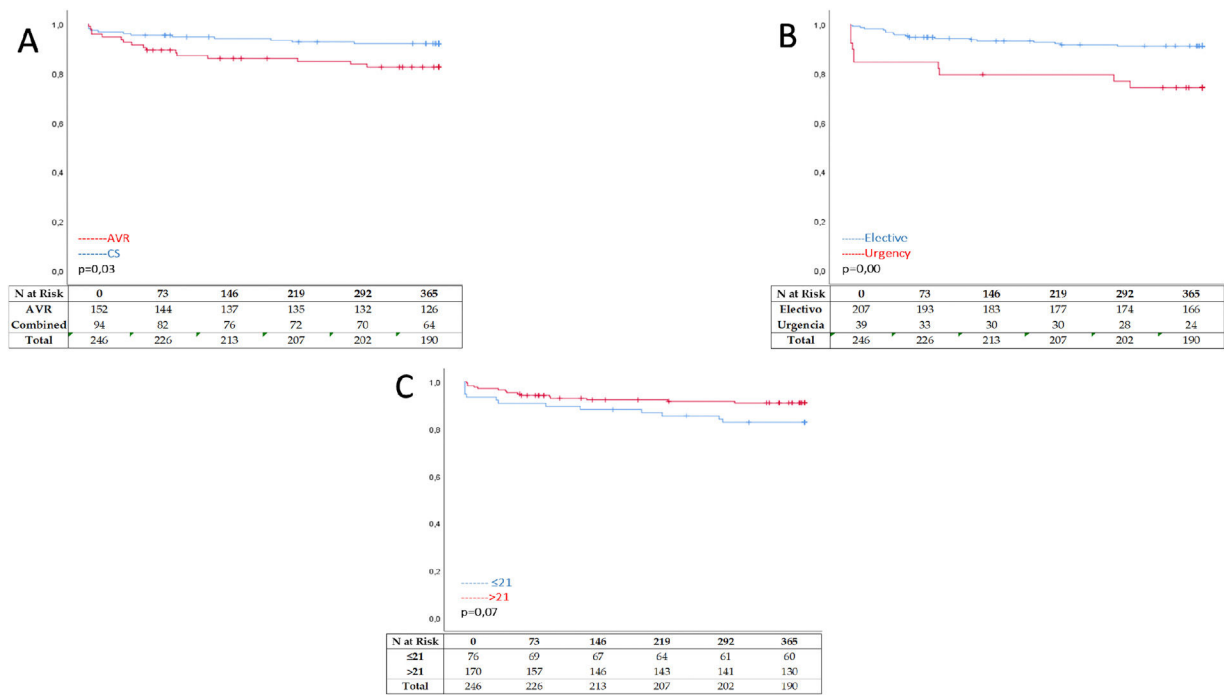 A
1,0
0,8
0,6
0,4
0,2
0,0
-------AVR
-------CS
p=0,03
N at Risk 0 73 146 219 292 365
AVR 152 144 137 135 132 126
Combined 94 82 76 72 70 64
Total 246 226 213 207 202 190
B
1,0
0,8
0,6
0,4
0,2
0,0
-------Elective
-------Urgency
p=0,00
N at Risk 0 73 146 219 292 365
Electivo 207 193 183 177 174 166
Urgencia 39 33 30 30 28 24
Total 246 226 213 207 202 190
C
1,0
0,8
0,6
0,4
0,2
0,0
------- ≤21
------->21
p=0,07
N at Risk 0 73 146 219 292 365
≤21 76 69 67 64 61 60
>21 170 157 146 143 141 130
Total 246 226 213 207 202 190